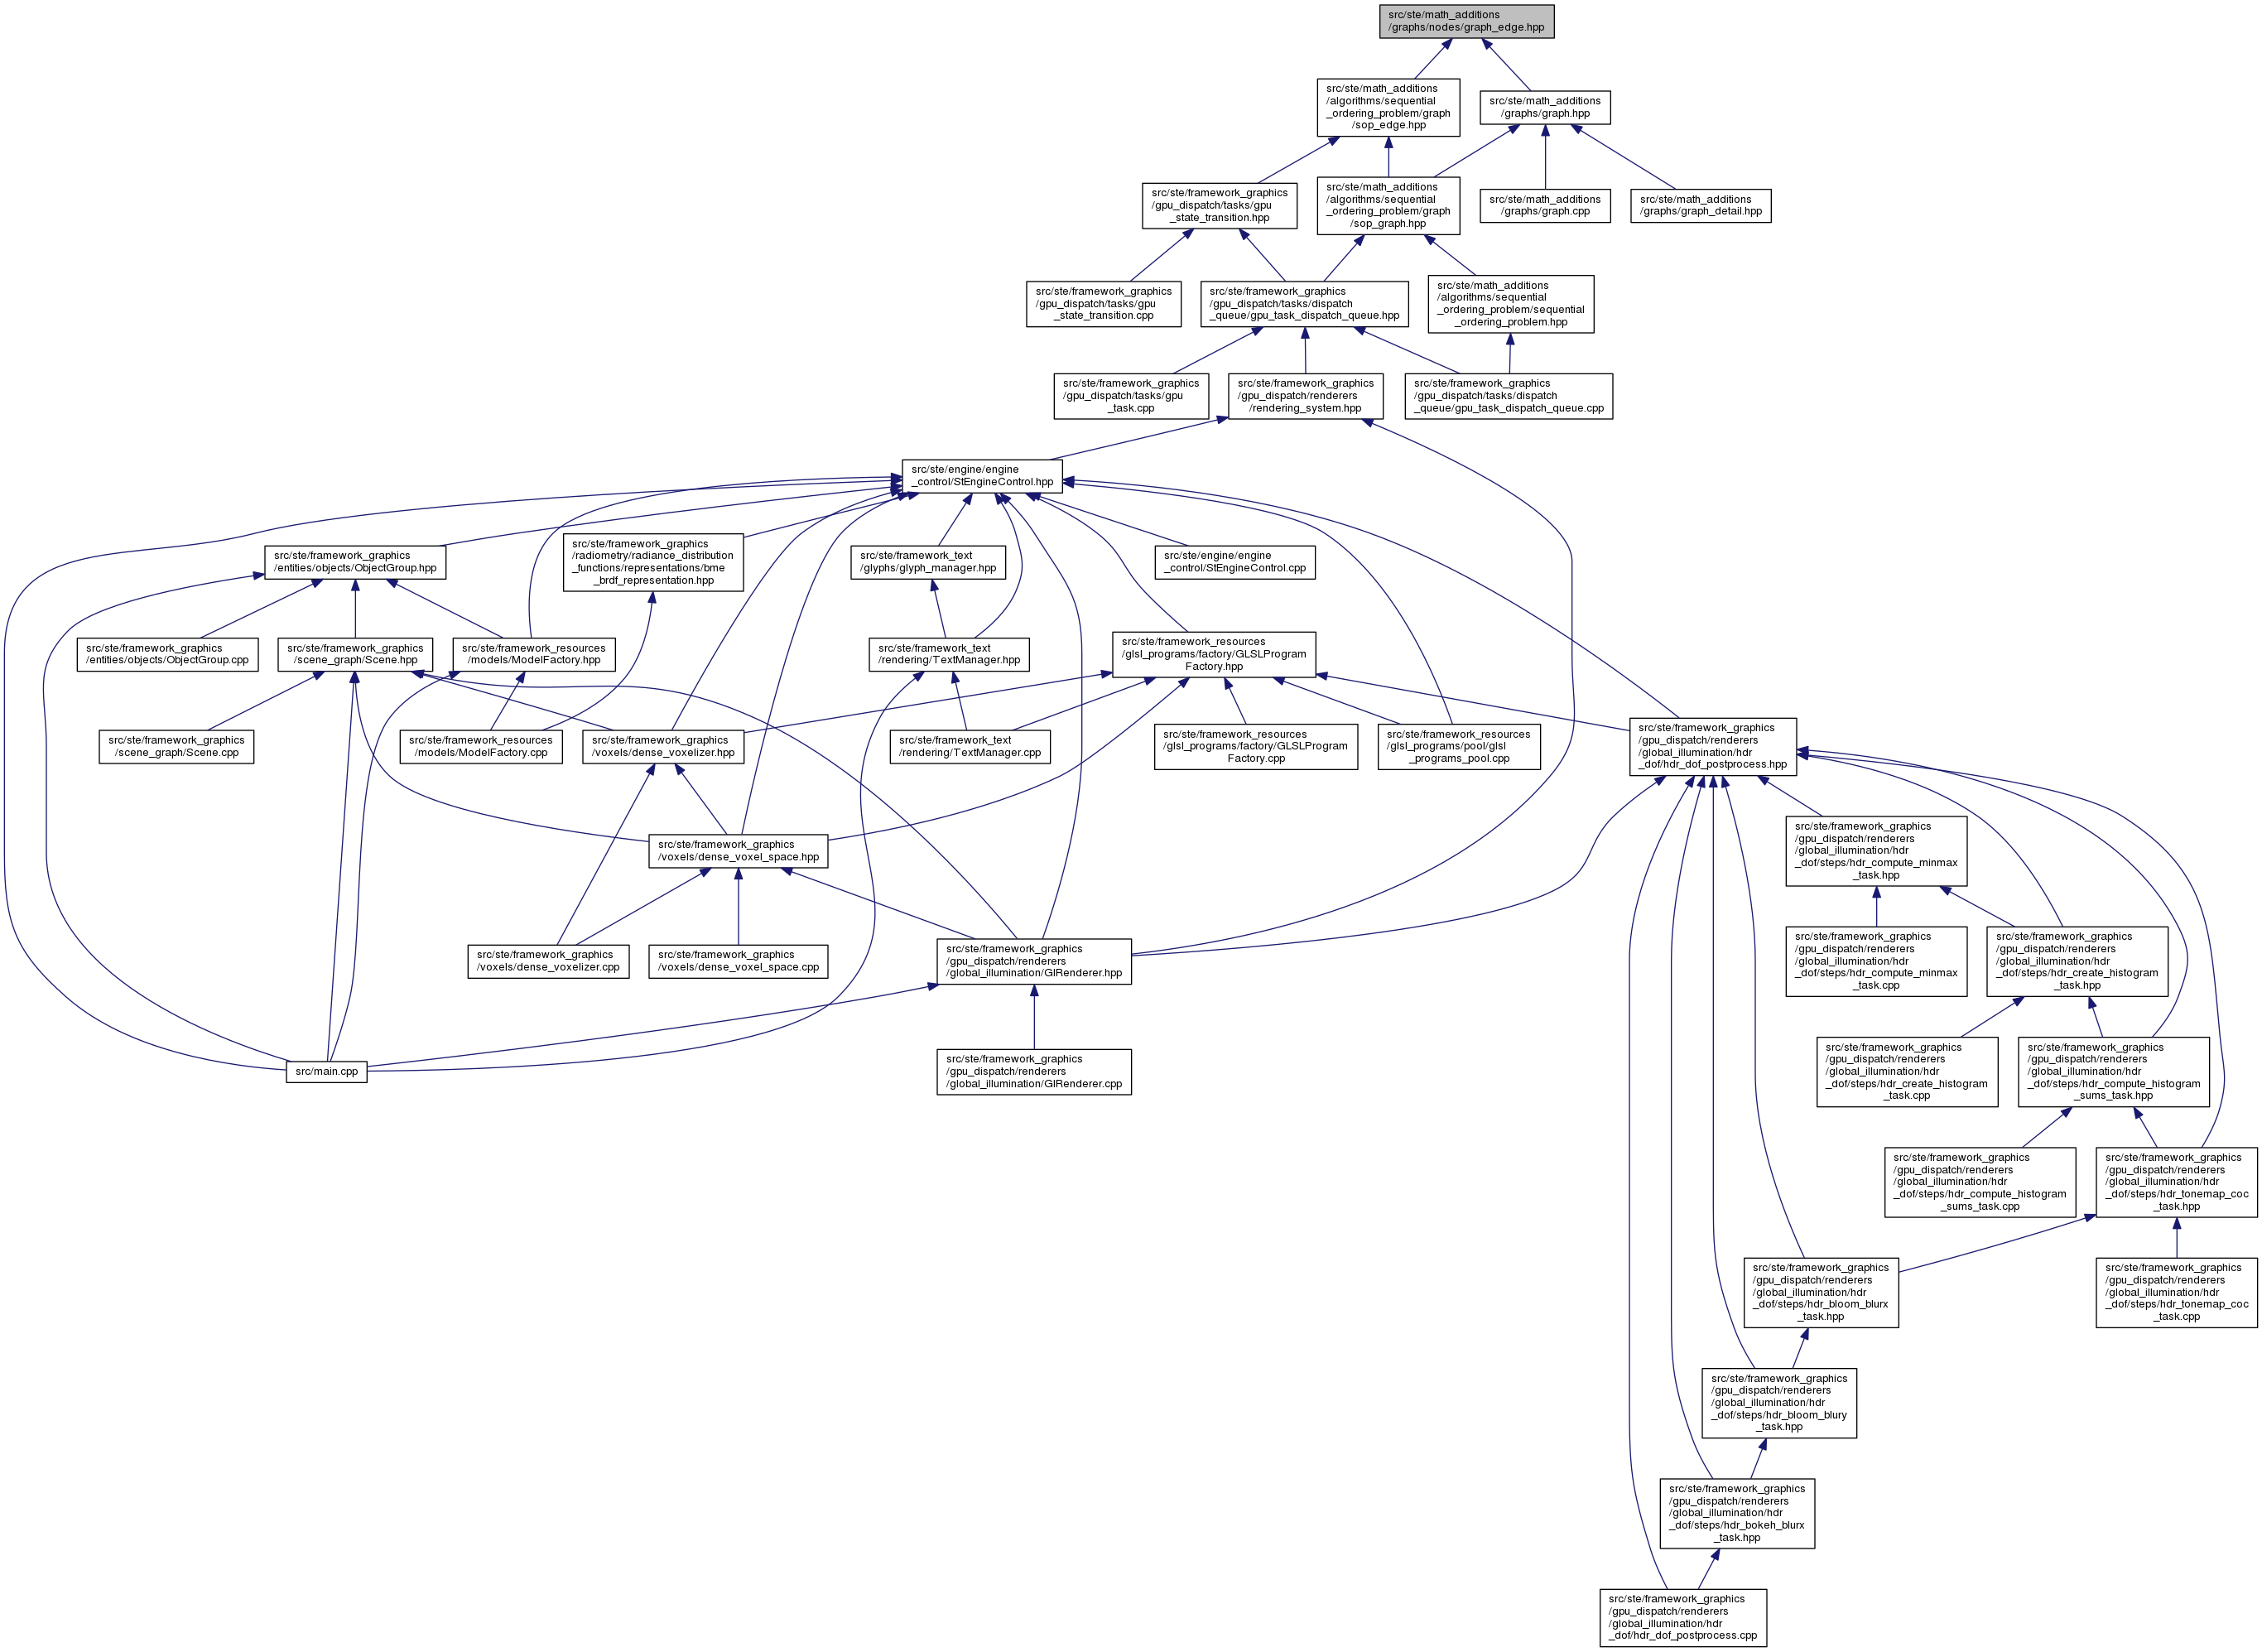 src/ste/math_additions
/graphs/nodes/graph_edge.hpp
src/ste/math_additions
/algorithms/sequential
_ordering_problem/graph
/sop_edge.hpp
src/ste/math_additions
/graphs/graph.hpp
src/ste/framework_graphics
/gpu_dispatch/tasks/gpu
_state_transition.hpp
src/ste/math_additions
/algorithms/sequential
_ordering_problem/graph
/sop_graph.hpp
src/ste/math_additions
/graphs/graph.cpp
src/ste/math_additions
/graphs/graph_detail.hpp
src/ste/framework_graphics
/gpu_dispatch/tasks/gpu
_state_transition.cpp
src/ste/framework_graphics
/gpu_dispatch/tasks/dispatch
_queue/gpu_task_dispatch_queue.hpp
src/ste/math_additions
/algorithms/sequential
_ordering_problem/sequential
_ordering_problem.hpp
src/ste/framework_graphics
/gpu_dispatch/tasks/gpu
_task.cpp
src/ste/framework_graphics
/gpu_dispatch/renderers
/rendering_system.hpp
src/ste/framework_graphics
/gpu_dispatch/tasks/dispatch
_queue/gpu_task_dispatch_queue.cpp
src/ste/engine/engine
_control/StEngineControl.hpp
src/ste/framework_graphics
/entities/objects/ObjectGroup.hpp
src/ste/framework_graphics
/radiometry/radiance_distribution
_functions/representations/bme
_brdf_representation.hpp
src/ste/framework_text
/glyphs/glyph_manager.hpp
src/ste/engine/engine
_control/StEngineControl.cpp
src/ste/framework_graphics
/entities/objects/ObjectGroup.cpp
src/ste/framework_graphics
/scene_graph/Scene.hpp
src/ste/framework_resources
/models/ModelFactory.hpp
src/ste/framework_text
/rendering/TextManager.hpp
src/ste/framework_resources
/glsl_programs/factory/GLSLProgram
Factory.hpp
src/ste/framework_graphics
/scene_graph/Scene.cpp
src/ste/framework_resources
/models/ModelFactory.cpp
src/ste/framework_graphics
/voxels/dense_voxelizer.hpp
src/ste/framework_text
/rendering/TextManager.cpp
src/ste/framework_resources
/glsl_programs/factory/GLSLProgram
Factory.cpp
src/ste/framework_resources
/glsl_programs/pool/glsl
_programs_pool.cpp
src/ste/framework_graphics
/gpu_dispatch/renderers
/global_illumination/hdr
_dof/hdr_dof_postprocess.hpp
src/ste/framework_graphics
/voxels/dense_voxel_space.hpp
src/ste/framework_graphics
/gpu_dispatch/renderers
/global_illumination/hdr
_dof/steps/hdr_compute_minmax
_task.hpp
src/ste/framework_graphics
/voxels/dense_voxelizer.cpp
src/ste/framework_graphics
/voxels/dense_voxel_space.cpp
src/ste/framework_graphics
/gpu_dispatch/renderers
/global_illumination/GIRenderer.hpp
src/ste/framework_graphics
/gpu_dispatch/renderers
/global_illumination/hdr
_dof/steps/hdr_compute_minmax
_task.cpp
src/ste/framework_graphics
/gpu_dispatch/renderers
/global_illumination/hdr
_dof/steps/hdr_create_histogram
_task.hpp
src/main.cpp
src/ste/framework_graphics
/gpu_dispatch/renderers
/global_illumination/GIRenderer.cpp
src/ste/framework_graphics
/gpu_dispatch/renderers
/global_illumination/hdr
_dof/steps/hdr_create_histogram
_task.cpp
src/ste/framework_graphics
/gpu_dispatch/renderers
/global_illumination/hdr
_dof/steps/hdr_compute_histogram
_sums_task.hpp
src/ste/framework_graphics
/gpu_dispatch/renderers
/global_illumination/hdr
_dof/steps/hdr_compute_histogram
_sums_task.cpp
src/ste/framework_graphics
/gpu_dispatch/renderers
/global_illumination/hdr
_dof/steps/hdr_tonemap_coc
_task.hpp
src/ste/framework_graphics
/gpu_dispatch/renderers
/global_illumination/hdr
_dof/steps/hdr_bloom_blurx
_task.hpp
src/ste/framework_graphics
/gpu_dispatch/renderers
/global_illumination/hdr
_dof/steps/hdr_tonemap_coc
_task.cpp
src/ste/framework_graphics
/gpu_dispatch/renderers
/global_illumination/hdr
_dof/steps/hdr_bloom_blury
_task.hpp
src/ste/framework_graphics
/gpu_dispatch/renderers
/global_illumination/hdr
_dof/steps/hdr_bokeh_blurx
_task.hpp
src/ste/framework_graphics
/gpu_dispatch/renderers
/global_illumination/hdr
_dof/hdr_dof_postprocess.cpp